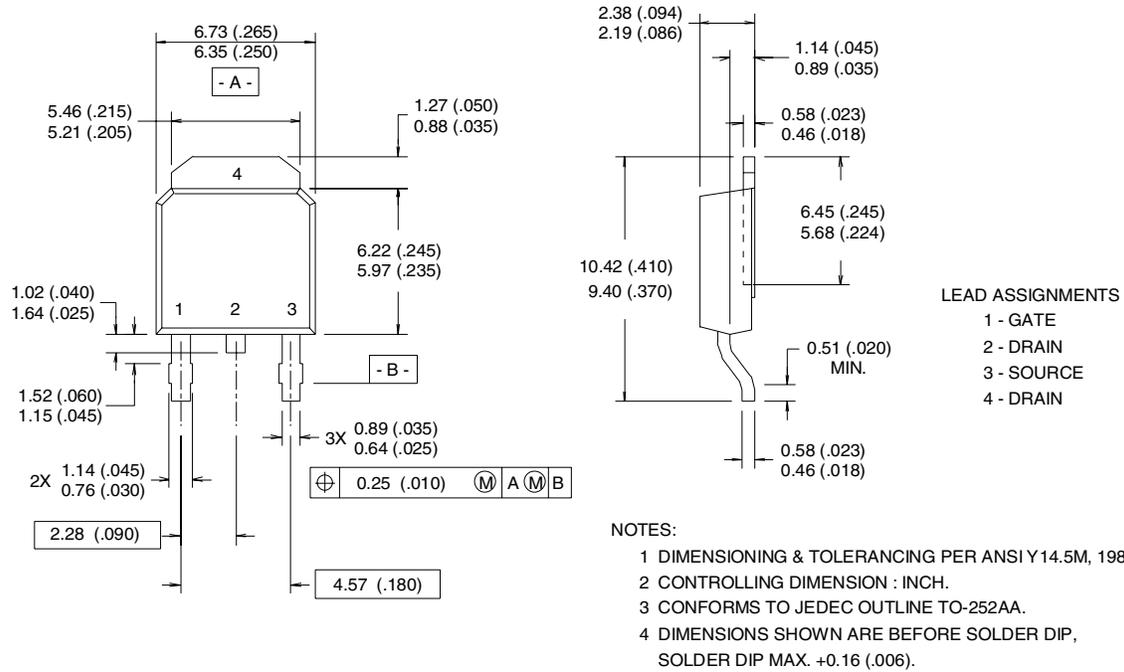 6.73 (.265)
6.35 (.250)
- A -
5.46 (.215)
5.21 (.205)
1.27 (.050)
0.88 (.035)
4
6.22 (.245)
5.97 (.235)
1.02 (.040)
1.64 (.025)
1 2 3
1.52 (.060)
1.15 (.045)
- B -
3X 0.89 (.035)
0.64 (.025)
2X 1.14 (.045)
0.76 (.030)
⌖ 0.25 (.010) Ⓜ A Ⓜ B
2.28 (.090)
4.57 (.180)
2.38 (.094)
2.19 (.086)
1.14 (.045)
0.89 (.035)
0.58 (.023)
0.46 (.018)
6.45 (.245)
5.68 (.224)
10.42 (.410)
9.40 (.370)
0.51 (.020)
MIN.
0.58 (.023)
0.46 (.018)
LEAD ASSIGNMENTS
1 - GATE
2 - DRAIN
3 - SOURCE
4 - DRAIN
NOTES:
1 DIMENSIONING & TOLERANCING PER ANSI Y14.5M, 198
2 CONTROLLING DIMENSION : INCH.
3 CONFORMS TO JEDEC OUTLINE TO-252AA.
4 DIMENSIONS SHOWN ARE BEFORE SOLDER DIP,
SOLDER DIP MAX. +0.16 (.006).